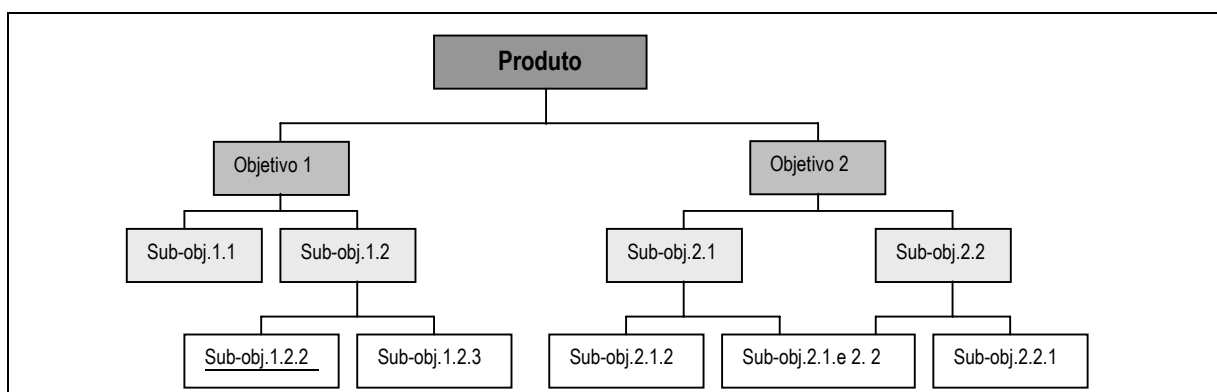 Produto
Objetivo 1
Objetivo 2
Sub-obj.1.1
Sub-obj.1.2
Sub-obj.2.1
Sub-obj.2.2
Sub-obj.1.2.2
Sub-obj.1.2.3
Sub-obj.2.1.2
Sub-obj.2.1.e 2. 2
Sub-obj.2.2.1